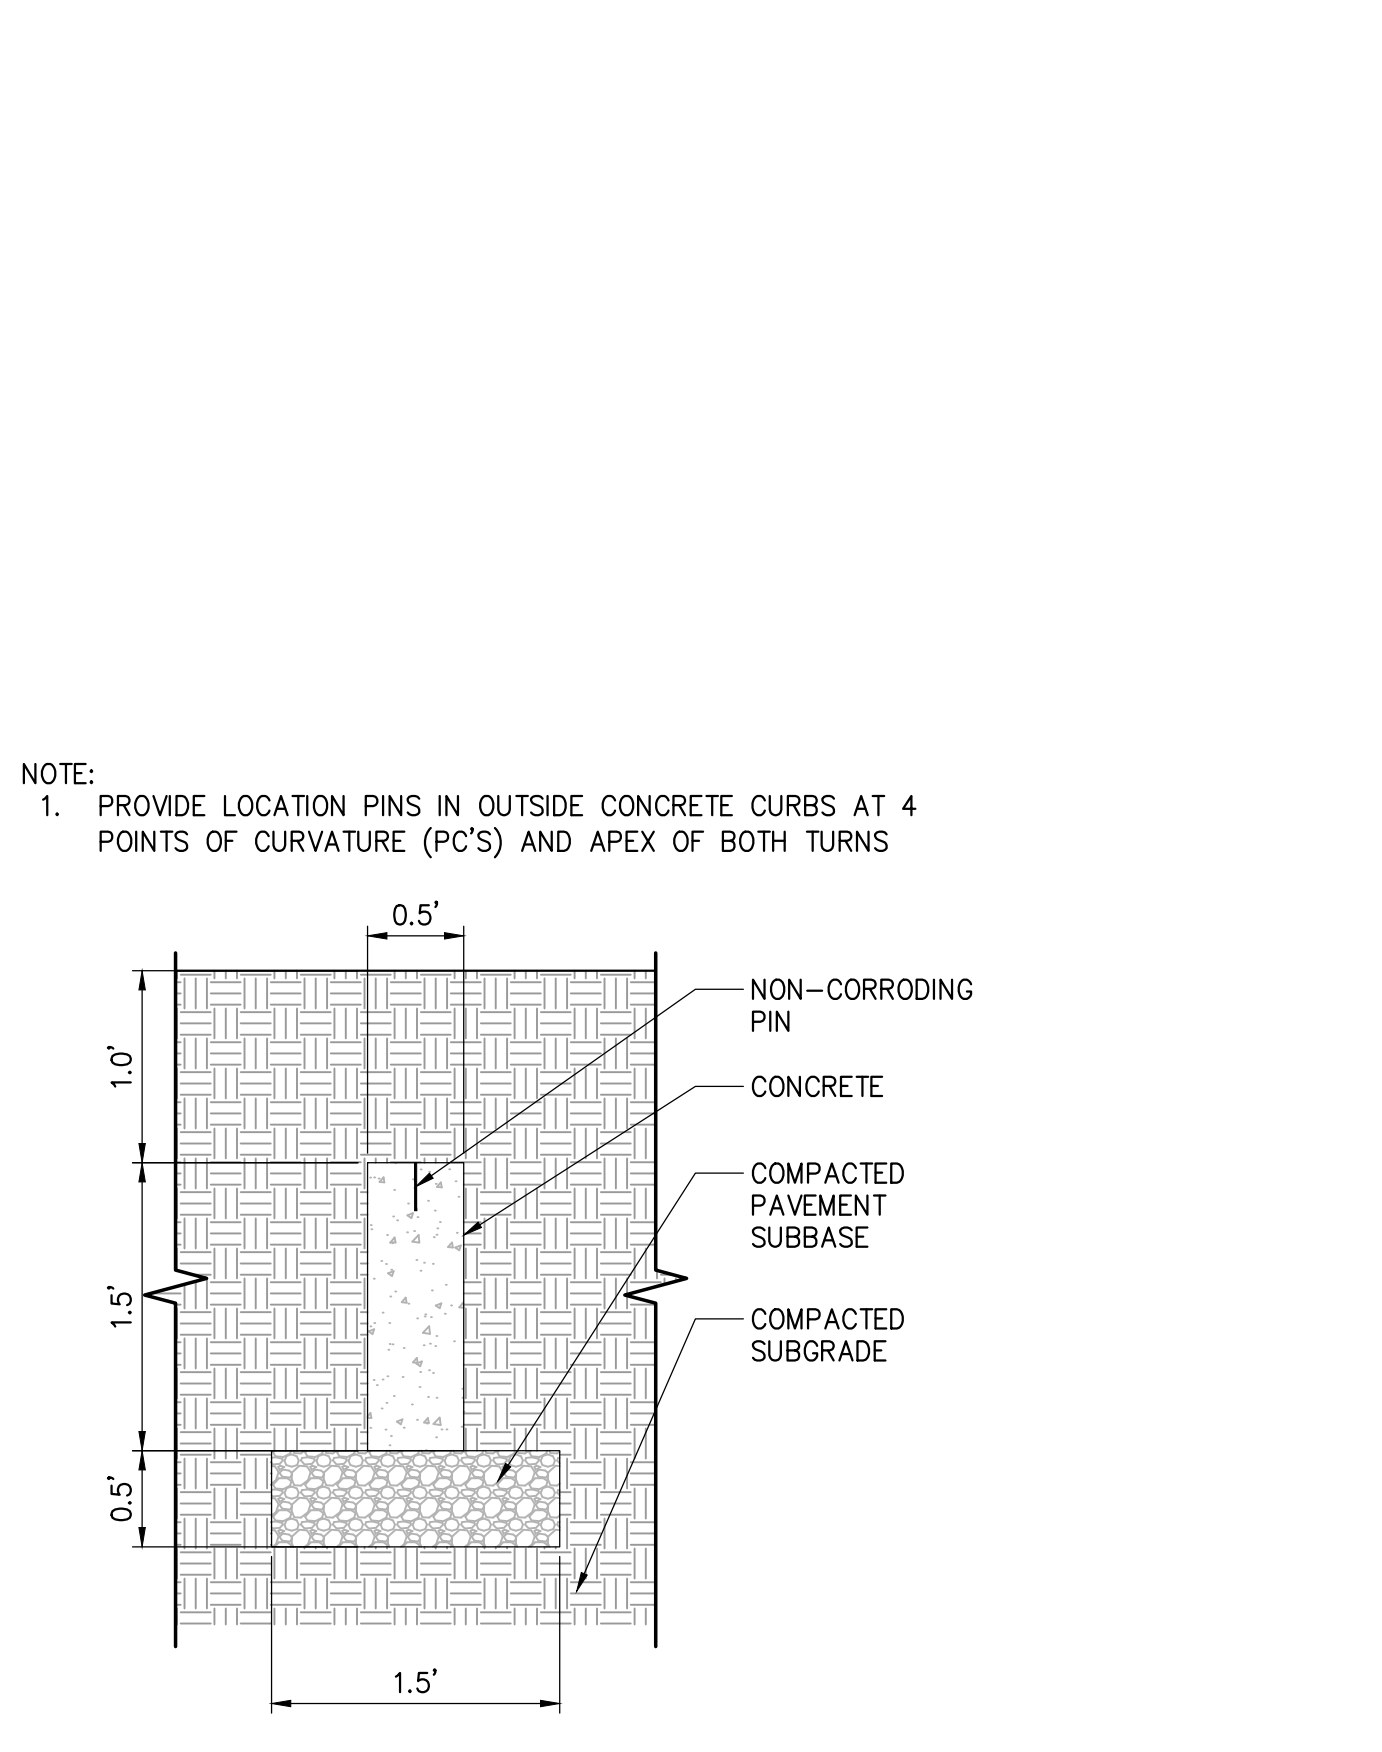 NOTE:
1. PROVIDE LOCATION PINS IN OUTSIDE CONCRETE CURBS AT 4
POINTS OF CURVATURE (PC'S) AND APEX OF BOTH TURNS
0.5'
NON-CORRODING
PIN
1.0'
CONCRETE
COMPACTED
PAVEMENT
SUBBASE
1.5'
COMPACTED
SUBGRADE
0.5'
1.5'